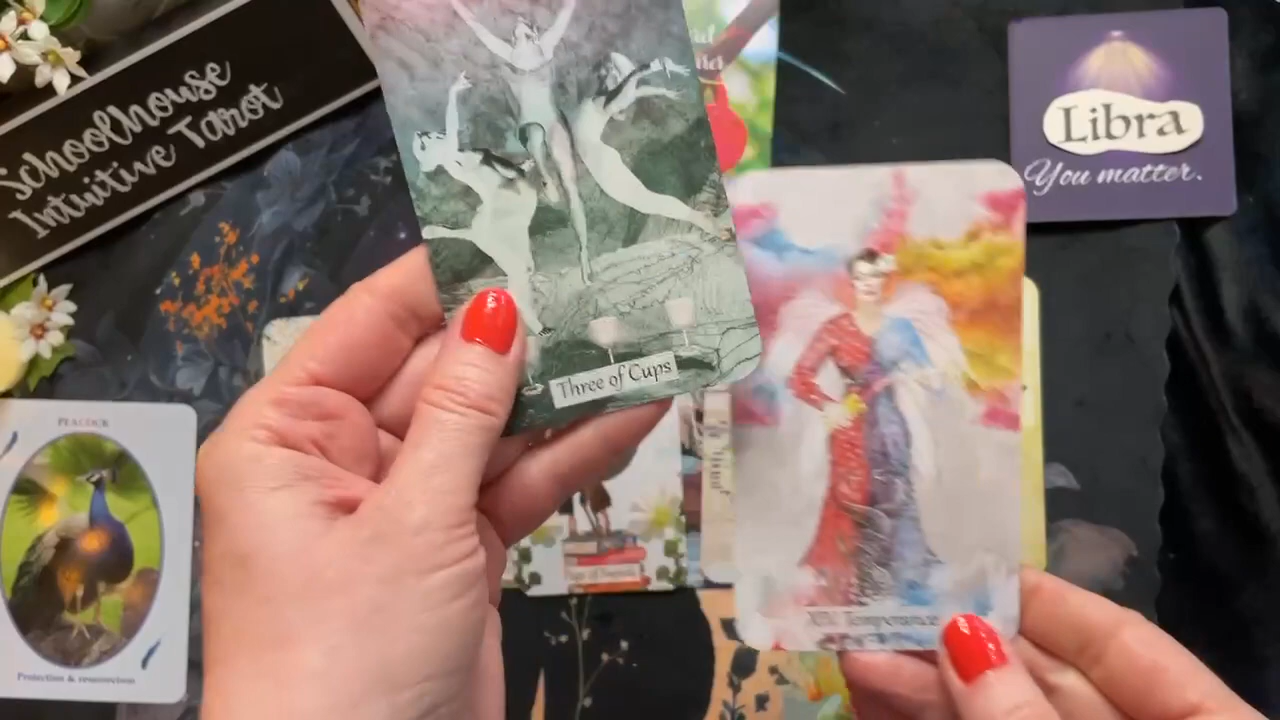 Schoolhouse
Intuitive Tarot
Three of Cups
Libra
You matter.
XIV Temperance
PEACOCK
Protection & resurrection